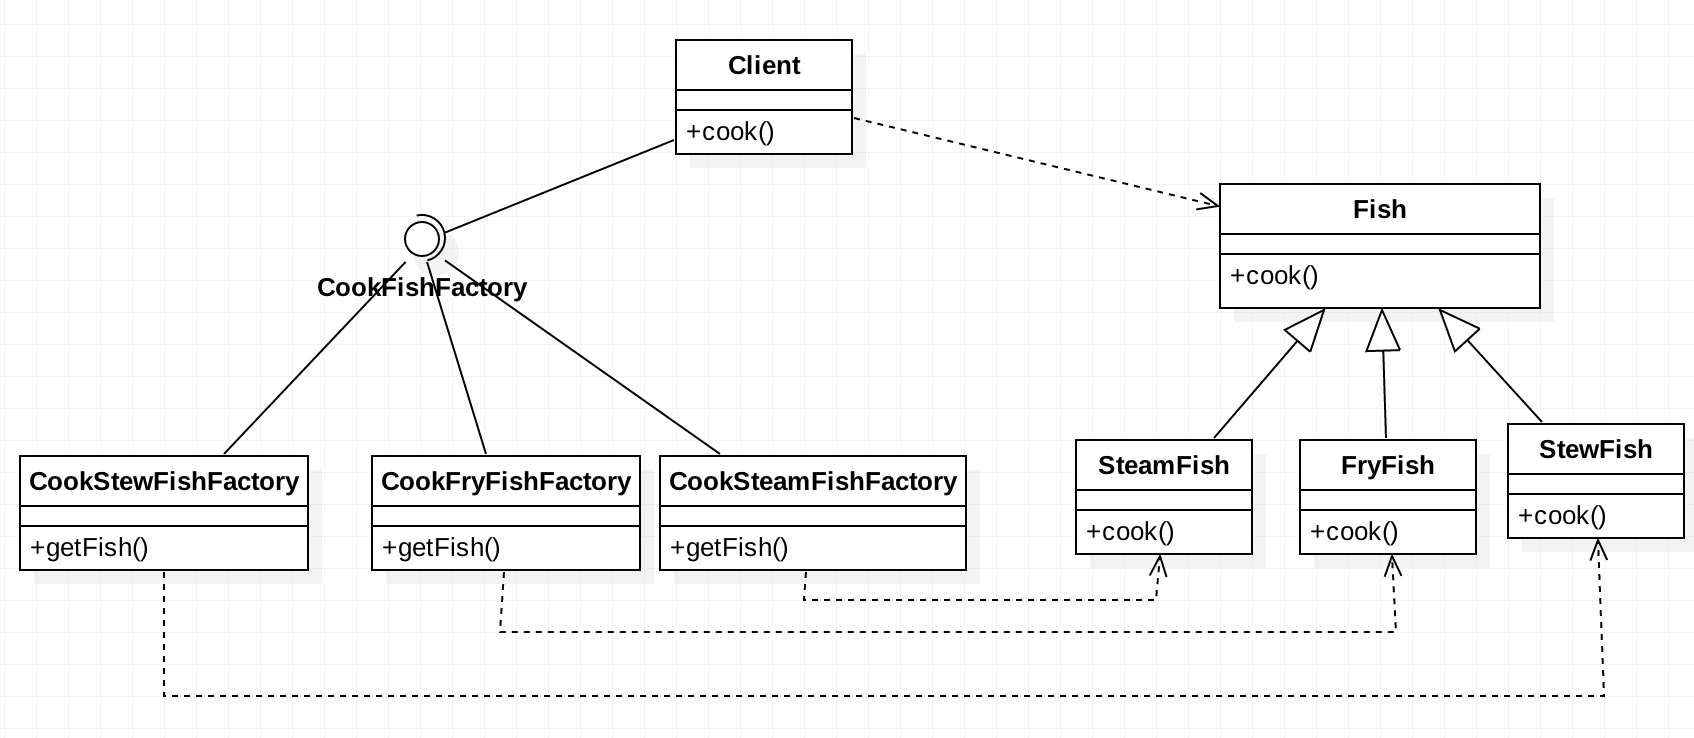 Client
+cook()
Fish
+cook()
CookFishFactory
CookStewFishFactory
+getFish()
CookFryFishFactory
+getFish()
CookSteamFishFactory
+getFish()
SteamFish
+cook()
FryFish
+cook()
StewFish
+cook()